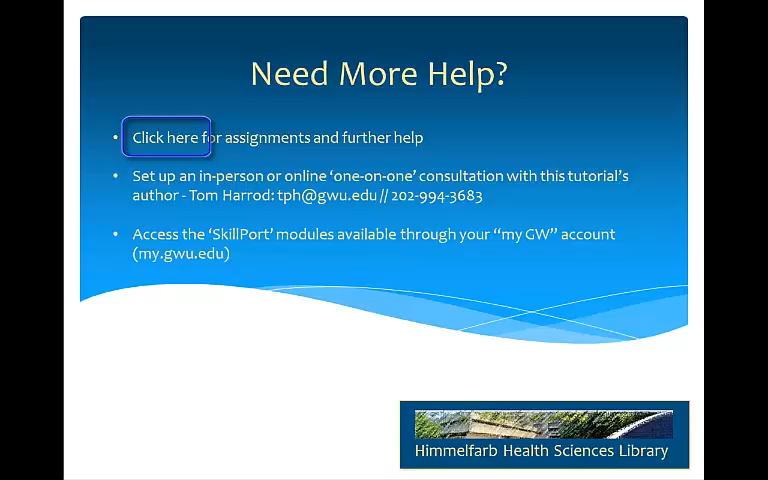 Need More Help?
• Click here for assignments and further help
• Set up an in-person or online ‘one-on-one’ consultation with this tutorial’s
author - Tom Harrod: tph@gwu.edu // 202-994-3683
• Access the ‘SkillPort’ modules available through your “my GW” account
(my.gwu.edu)
Himmelfarb Health Sciences Library